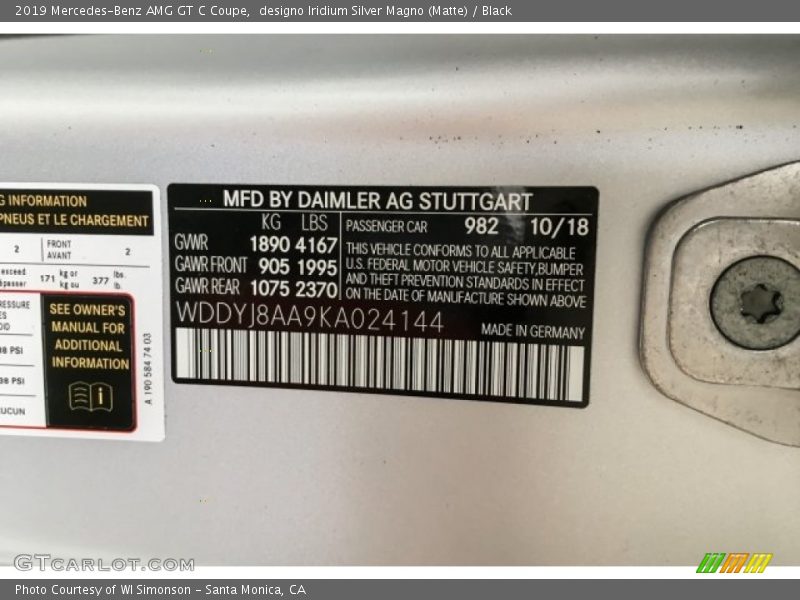 2019 Mercedes-Benz AMG GT C Coupe, designo Iridium Silver Magno (Matte) / Black
G INFORMATION
PNEUS ET LE CHARGEMENT
2 FRONT AVANT 2
exceed 171 kg or kg ou 377 lbs. lb.
SEE OWNER'S
MANUAL FOR
ADDITIONAL
INFORMATION
PSI
PSI
A 190 584 74 03
MFD BY DAIMLER AG STUTTGART
KG LBS
GVWR 1890 4167
GAWR FRONT 905 1995
GAWR REAR 1075 2370
PASSENGER CAR 982 10/18
THIS VEHICLE CONFORMS TO ALL APPLICABLE
U.S. FEDERAL MOTOR VEHICLE SAFETY, BUMPER
AND THEFT PREVENTION STANDARDS IN EFFECT
ON THE DATE OF MANUFACTURE SHOWN ABOVE
WDDYJ8AA9KA024144
MADE IN GERMANY
GTCARLOT.COM
Photo Courtesy of WI Simonson - Santa Monica, CA